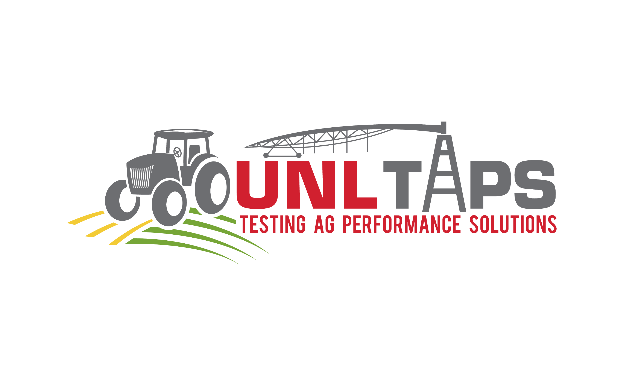 UNLTAPS
TESTING AG PERFORMANCE SOLUTIONS